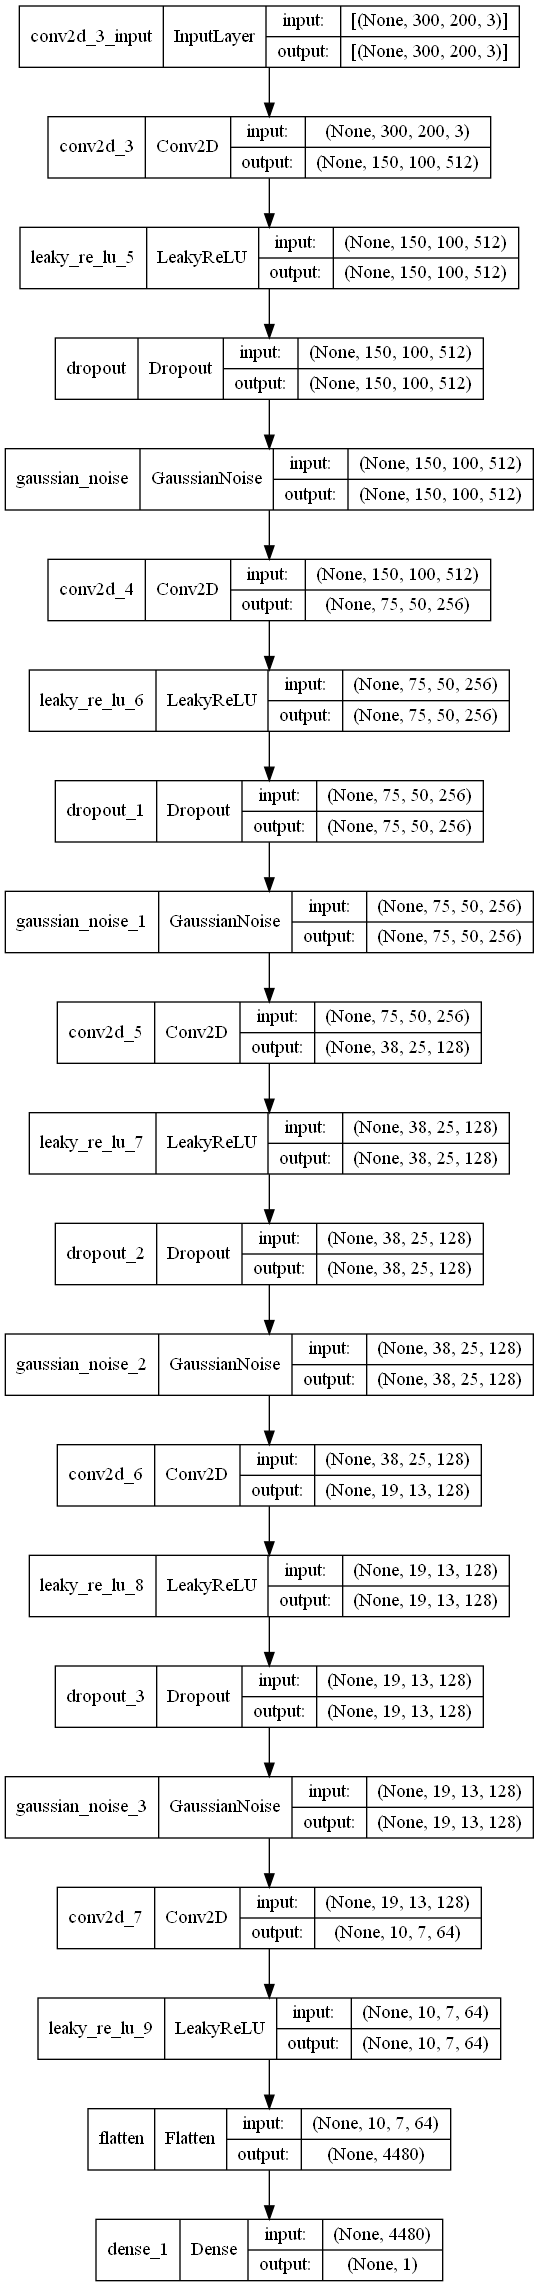 conv2d_3_input InputLayer input: [(None, 300, 200, 3)]
output: [(None, 300, 200, 3)]
conv2d_3 Conv2D input: (None, 300, 200, 3)
output: (None, 150, 100, 512)
leaky_re_lu_5 LeakyReLU input: (None, 150, 100, 512)
output: (None, 150, 100, 512)
dropout Dropout input: (None, 150, 100, 512)
output: (None, 150, 100, 512)
gaussian_noise GaussianNoise input: (None, 150, 100, 512)
output: (None, 150, 100, 512)
conv2d_4 Conv2D input: (None, 150, 100, 512)
output: (None, 75, 50, 256)
leaky_re_lu_6 LeakyReLU input: (None, 75, 50, 256)
output: (None, 75, 50, 256)
dropout_1 Dropout input: (None, 75, 50, 256)
output: (None, 75, 50, 256)
gaussian_noise_1 GaussianNoise input: (None, 75, 50, 256)
output: (None, 75, 50, 256)
conv2d_5 Conv2D input: (None, 75, 50, 256)
output: (None, 38, 25, 128)
leaky_re_lu_7 LeakyReLU input: (None, 38, 25, 128)
output: (None, 38, 25, 128)
dropout_2 Dropout input: (None, 38, 25, 128)
output: (None, 38, 25, 128)
gaussian_noise_2 GaussianNoise input: (None, 38, 25, 128)
output: (None, 38, 25, 128)
conv2d_6 Conv2D input: (None, 38, 25, 128)
output: (None, 19, 13, 128)
leaky_re_lu_8 LeakyReLU input: (None, 19, 13, 128)
output: (None, 19, 13, 128)
dropout_3 Dropout input: (None, 19, 13, 128)
output: (None, 19, 13, 128)
gaussian_noise_3 GaussianNoise input: (None, 19, 13, 128)
output: (None, 19, 13, 128)
conv2d_7 Conv2D input: (None, 19, 13, 128)
output: (None, 10, 7, 64)
leaky_re_lu_9 LeakyReLU input: (None, 10, 7, 64)
output: (None, 10, 7, 64)
flatten Flatten input: (None, 10, 7, 64)
output: (None, 4480)
dense_1 Dense input: (None, 4480)
output: (None, 1)